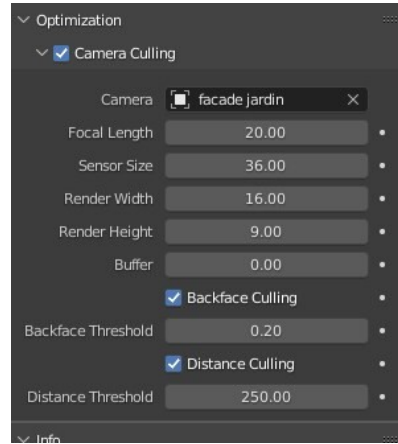 Optimization
Camera Culling
Camera facade jardin
Focal Length 20.00
Sensor Size 36.00
Render Width 16.00
Render Height 9.00
Buffer 0.00
Backface Culling
Backface Threshold 0.20
Distance Culling
Distance Threshold 250.00
Info